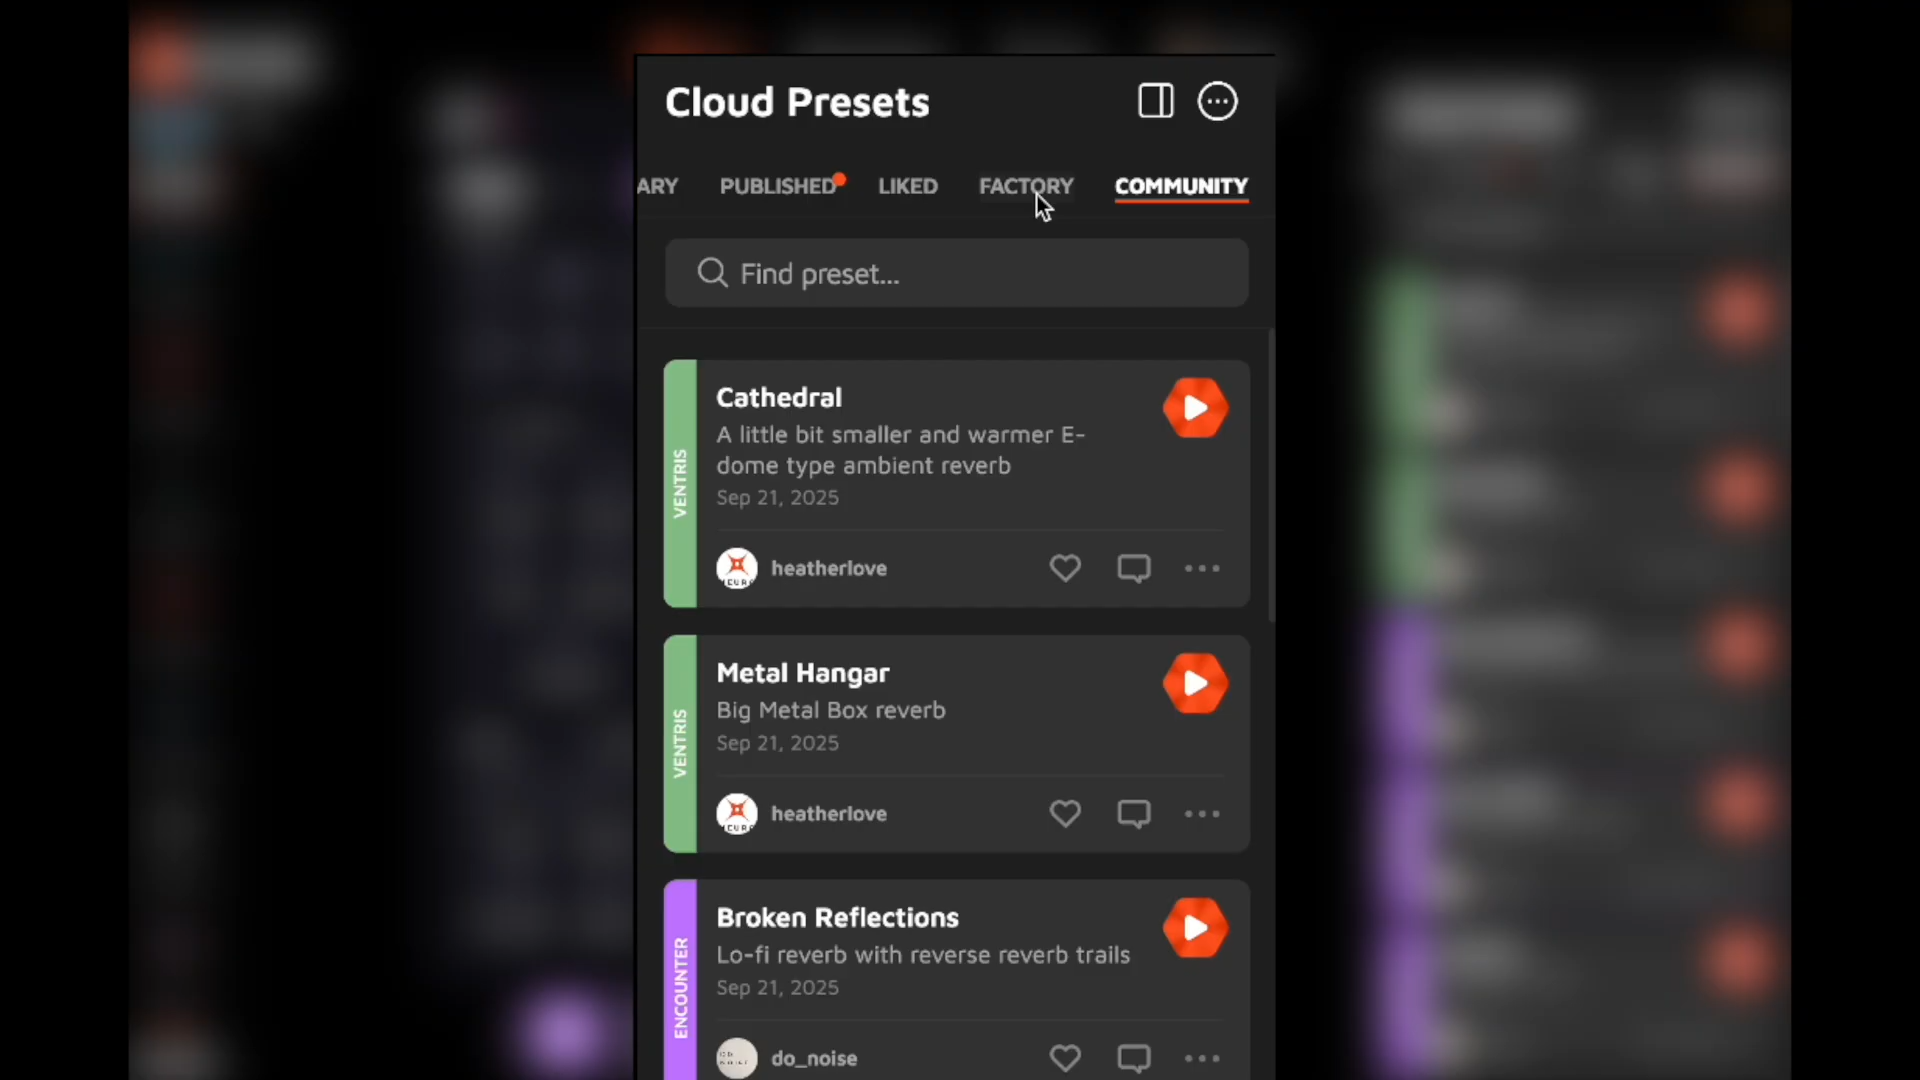 Cloud Presets
ARY PUBLISHED LIKED FACTORY COMMUNITY
Find preset...
VENTRIS
Cathedral
A little bit smaller and warmer E-
dome type ambient reverb
Sep 21, 2025
heatherlove
VENTRIS
Metal Hangar
Big Metal Box reverb
Sep 21, 2025
heatherlove
ENCOUNTER
Broken Reflections
Lo-fi reverb with reverse reverb trails
Sep 21, 2025
do_noise